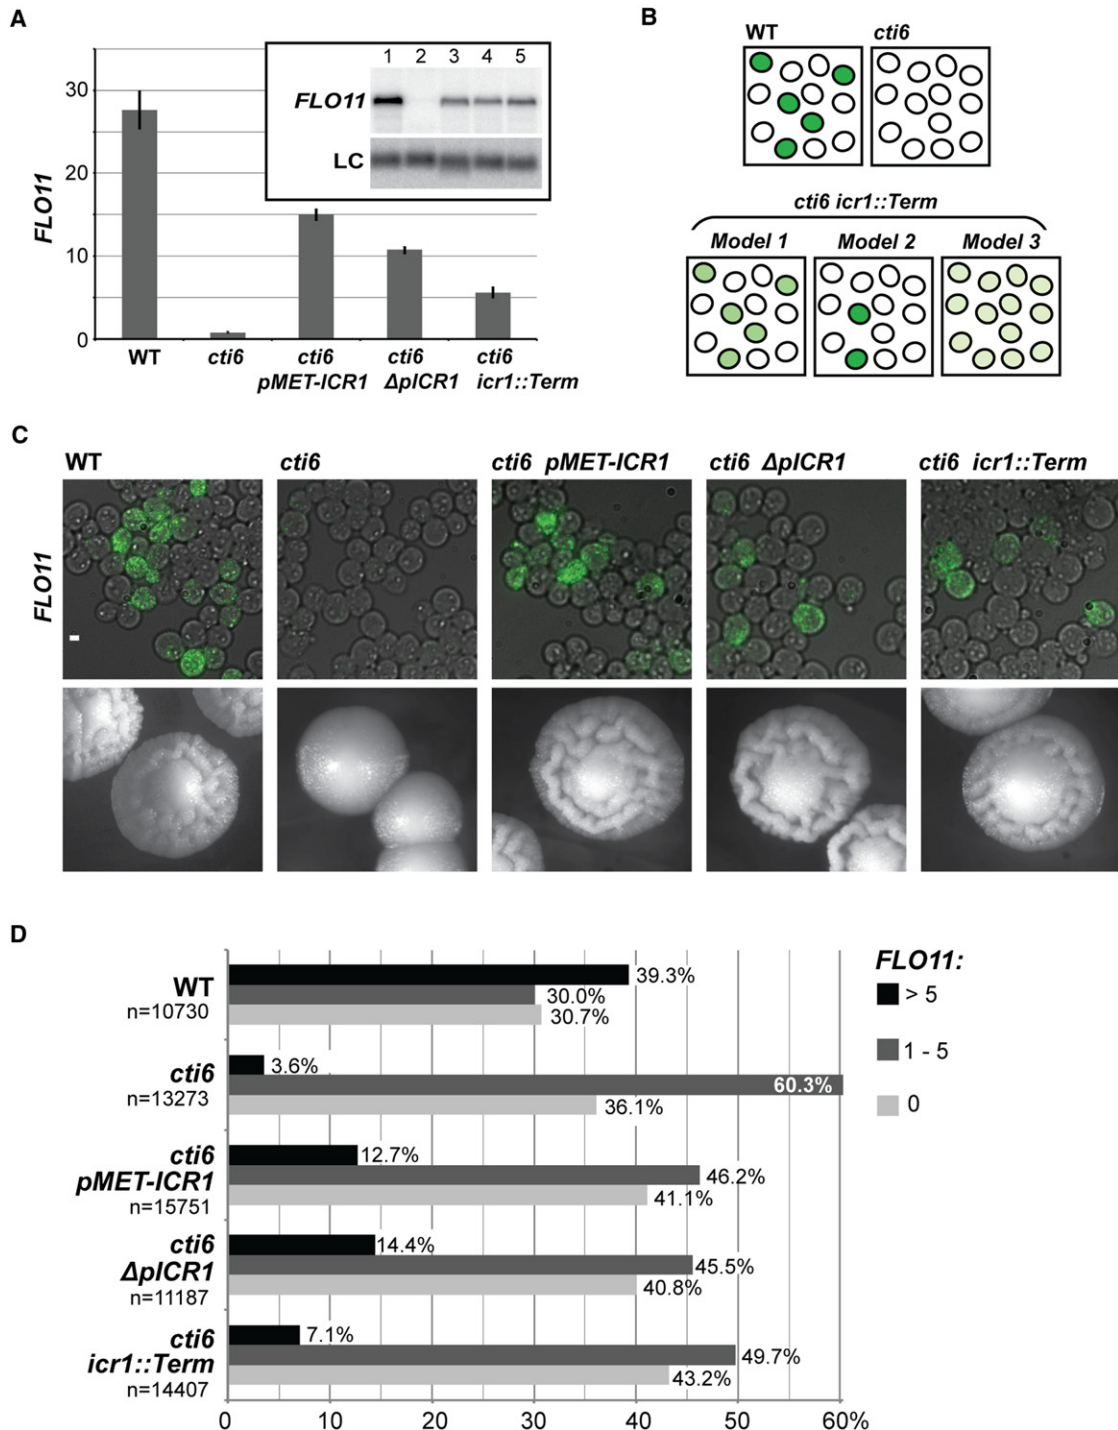 A
FLO11
30
20
10
0
1 2 3 4 5
FLO11
LC
WT
cti6
cti6
pMET-ICR1
cti6
ΔpICR1
cti6
icr1::Term
B
WT
cti6
cti6 icr1::Term
Model 1
Model 2
Model 3
C
WT
cti6
cti6 pMET-ICR1
cti6 ΔpICR1
cti6 icr1::Term
FLO11
D
WT
n=10730
39.3%
30.0%
30.7%
cti6
n=13273
3.6%
60.3%
36.1%
cti6
pMET-ICR1
n=15751
12.7%
46.2%
41.1%
cti6
ΔpICR1
n=11187
14.4%
45.5%
40.8%
cti6
icr1::Term
n=14407
7.1%
49.7%
43.2%
0 10 20 30 40 50 60%
FLO11:
> 5
1 - 5
0